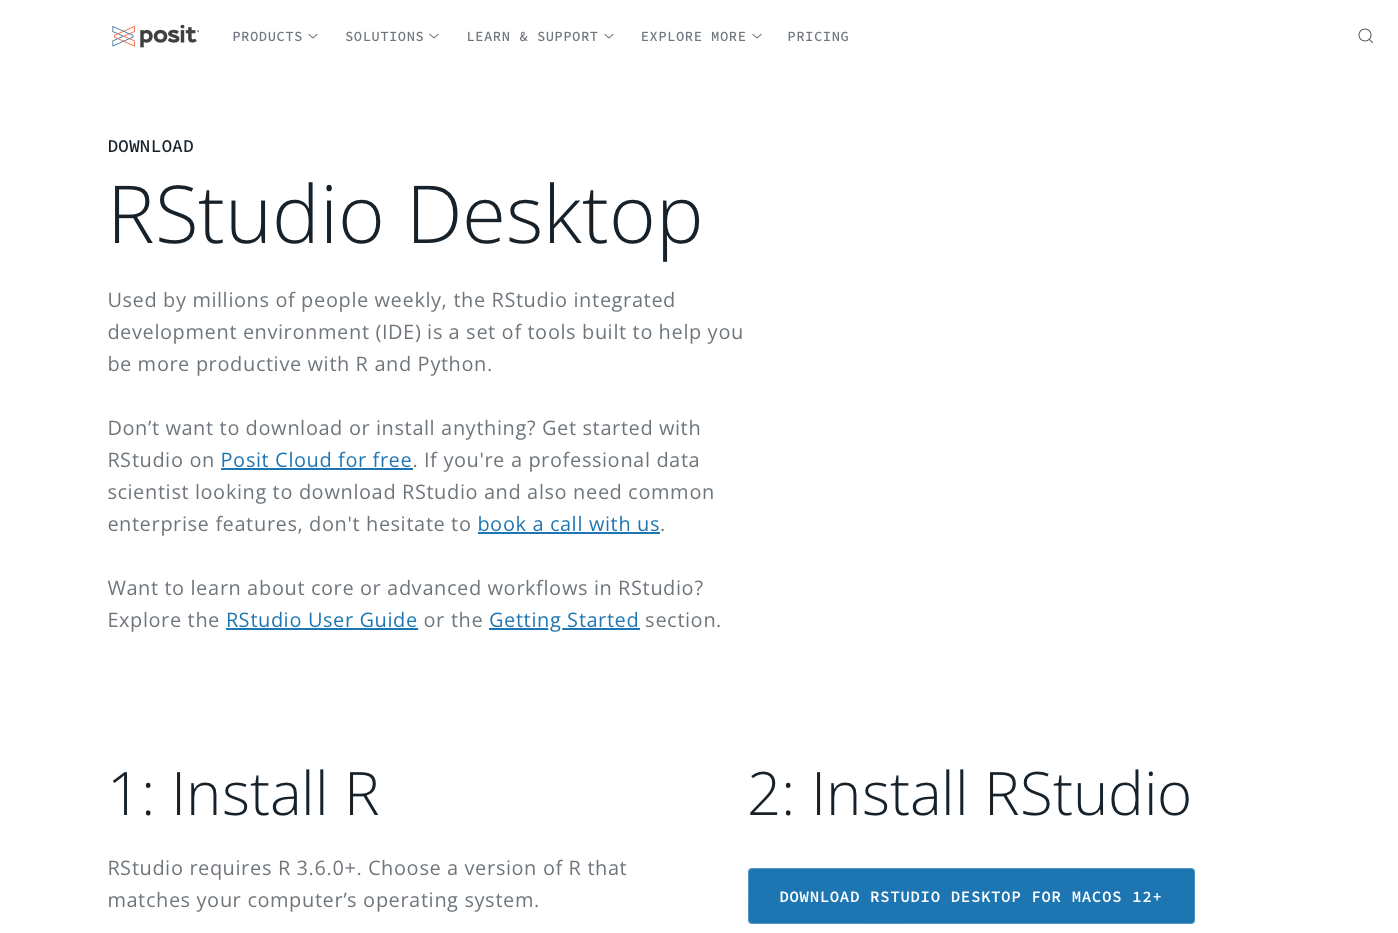 posit
PRODUCTS
SOLUTIONS
LEARN & SUPPORT
EXPLORE MORE
PRICING
DOWNLOAD
RStudio Desktop
Used by millions of people weekly, the RStudio integrated
development environment (IDE) is a set of tools built to help you
be more productive with R and Python.
Don’t want to download or install anything? Get started with
RStudio on Posit Cloud for free. If you're a professional data
scientist looking to download RStudio and also need common
enterprise features, don't hesitate to book a call with us.
Want to learn about core or advanced workflows in RStudio?
Explore the RStudio User Guide or the Getting Started section.
1: Install R
RStudio requires R 3.6.0+. Choose a version of R that
matches your computer’s operating system.
2: Install RStudio
DOWNLOAD RSTUDIO DESKTOP FOR MACOS 12+